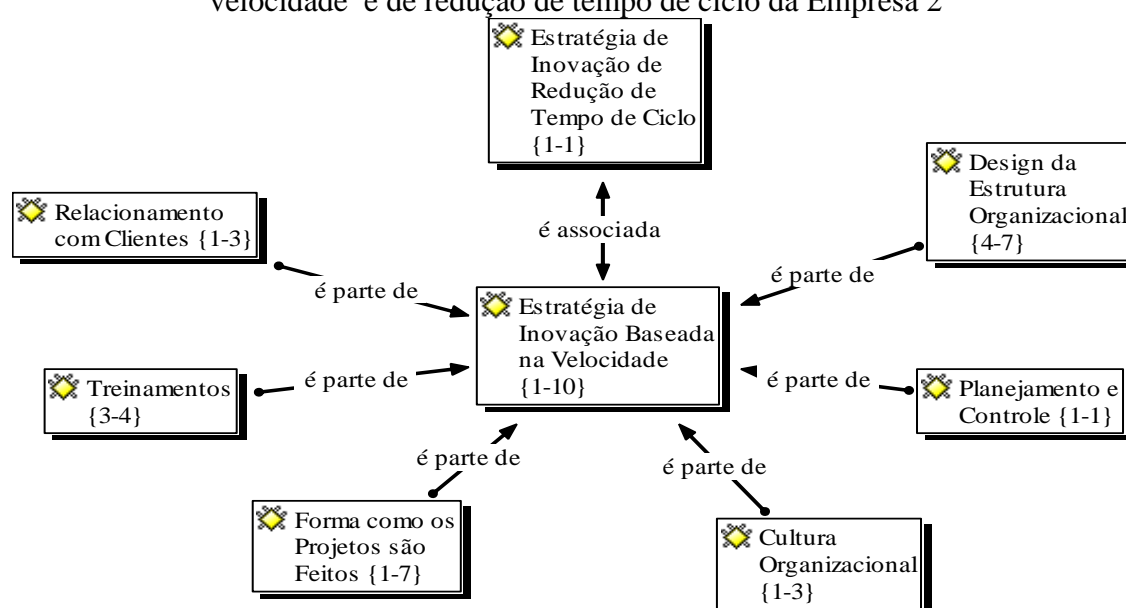 velocidade e de redução de tempo de ciclo da Empresa 2
Estratégia de
Inovação de
Redução de
Tempo de Ciclo
{1-1}
Design da
Estrutura
Organizacional
{4-7}
Relacionamento
com Clientes {1-3}
é associada
é parte de
é parte de
Estratégia de
Inovação Baseada
na Velocidade
{1-10}
Treinamentos
{3-4}
é parte de
é parte de
Planejamento e
Controle {1-1}
é parte de
é parte de
Forma como os
Projetos são
Feitos {1-7}
Cultura
Organizacional
{1-3}